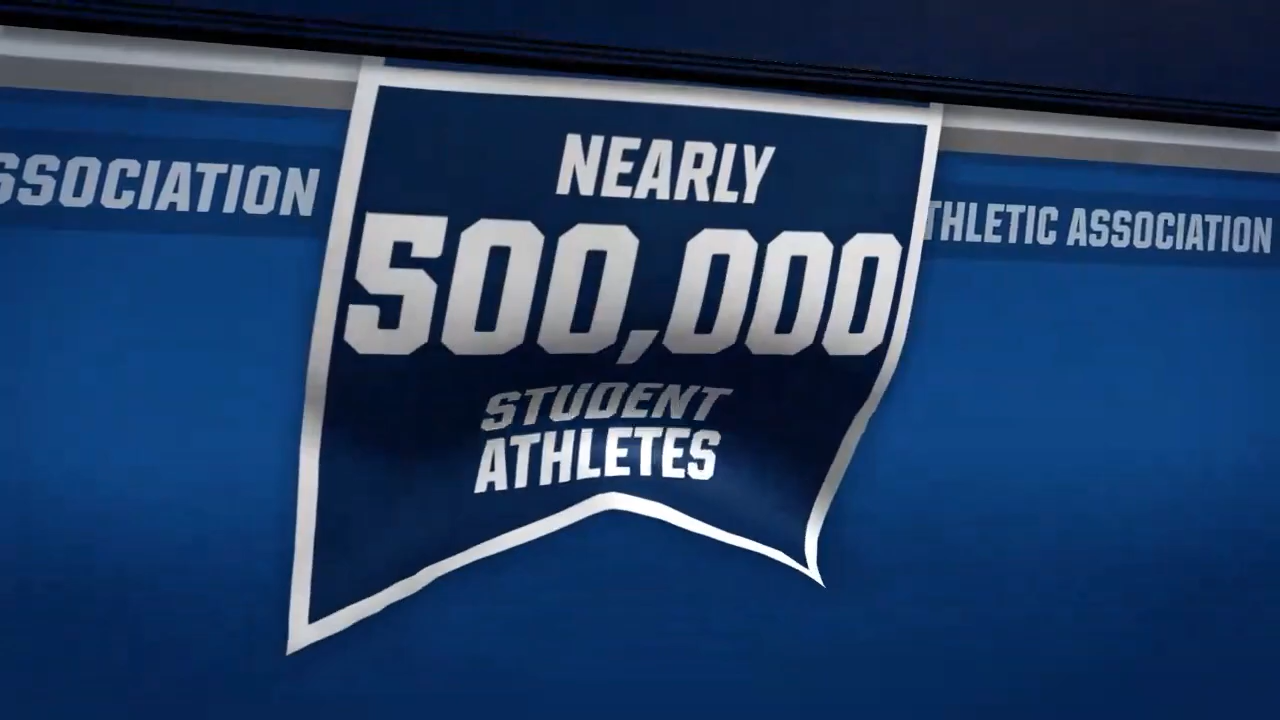 NEARLY
500,000
STUDENT
ATHLETES
SSOCIATION
THLETIC ASSOCIATION